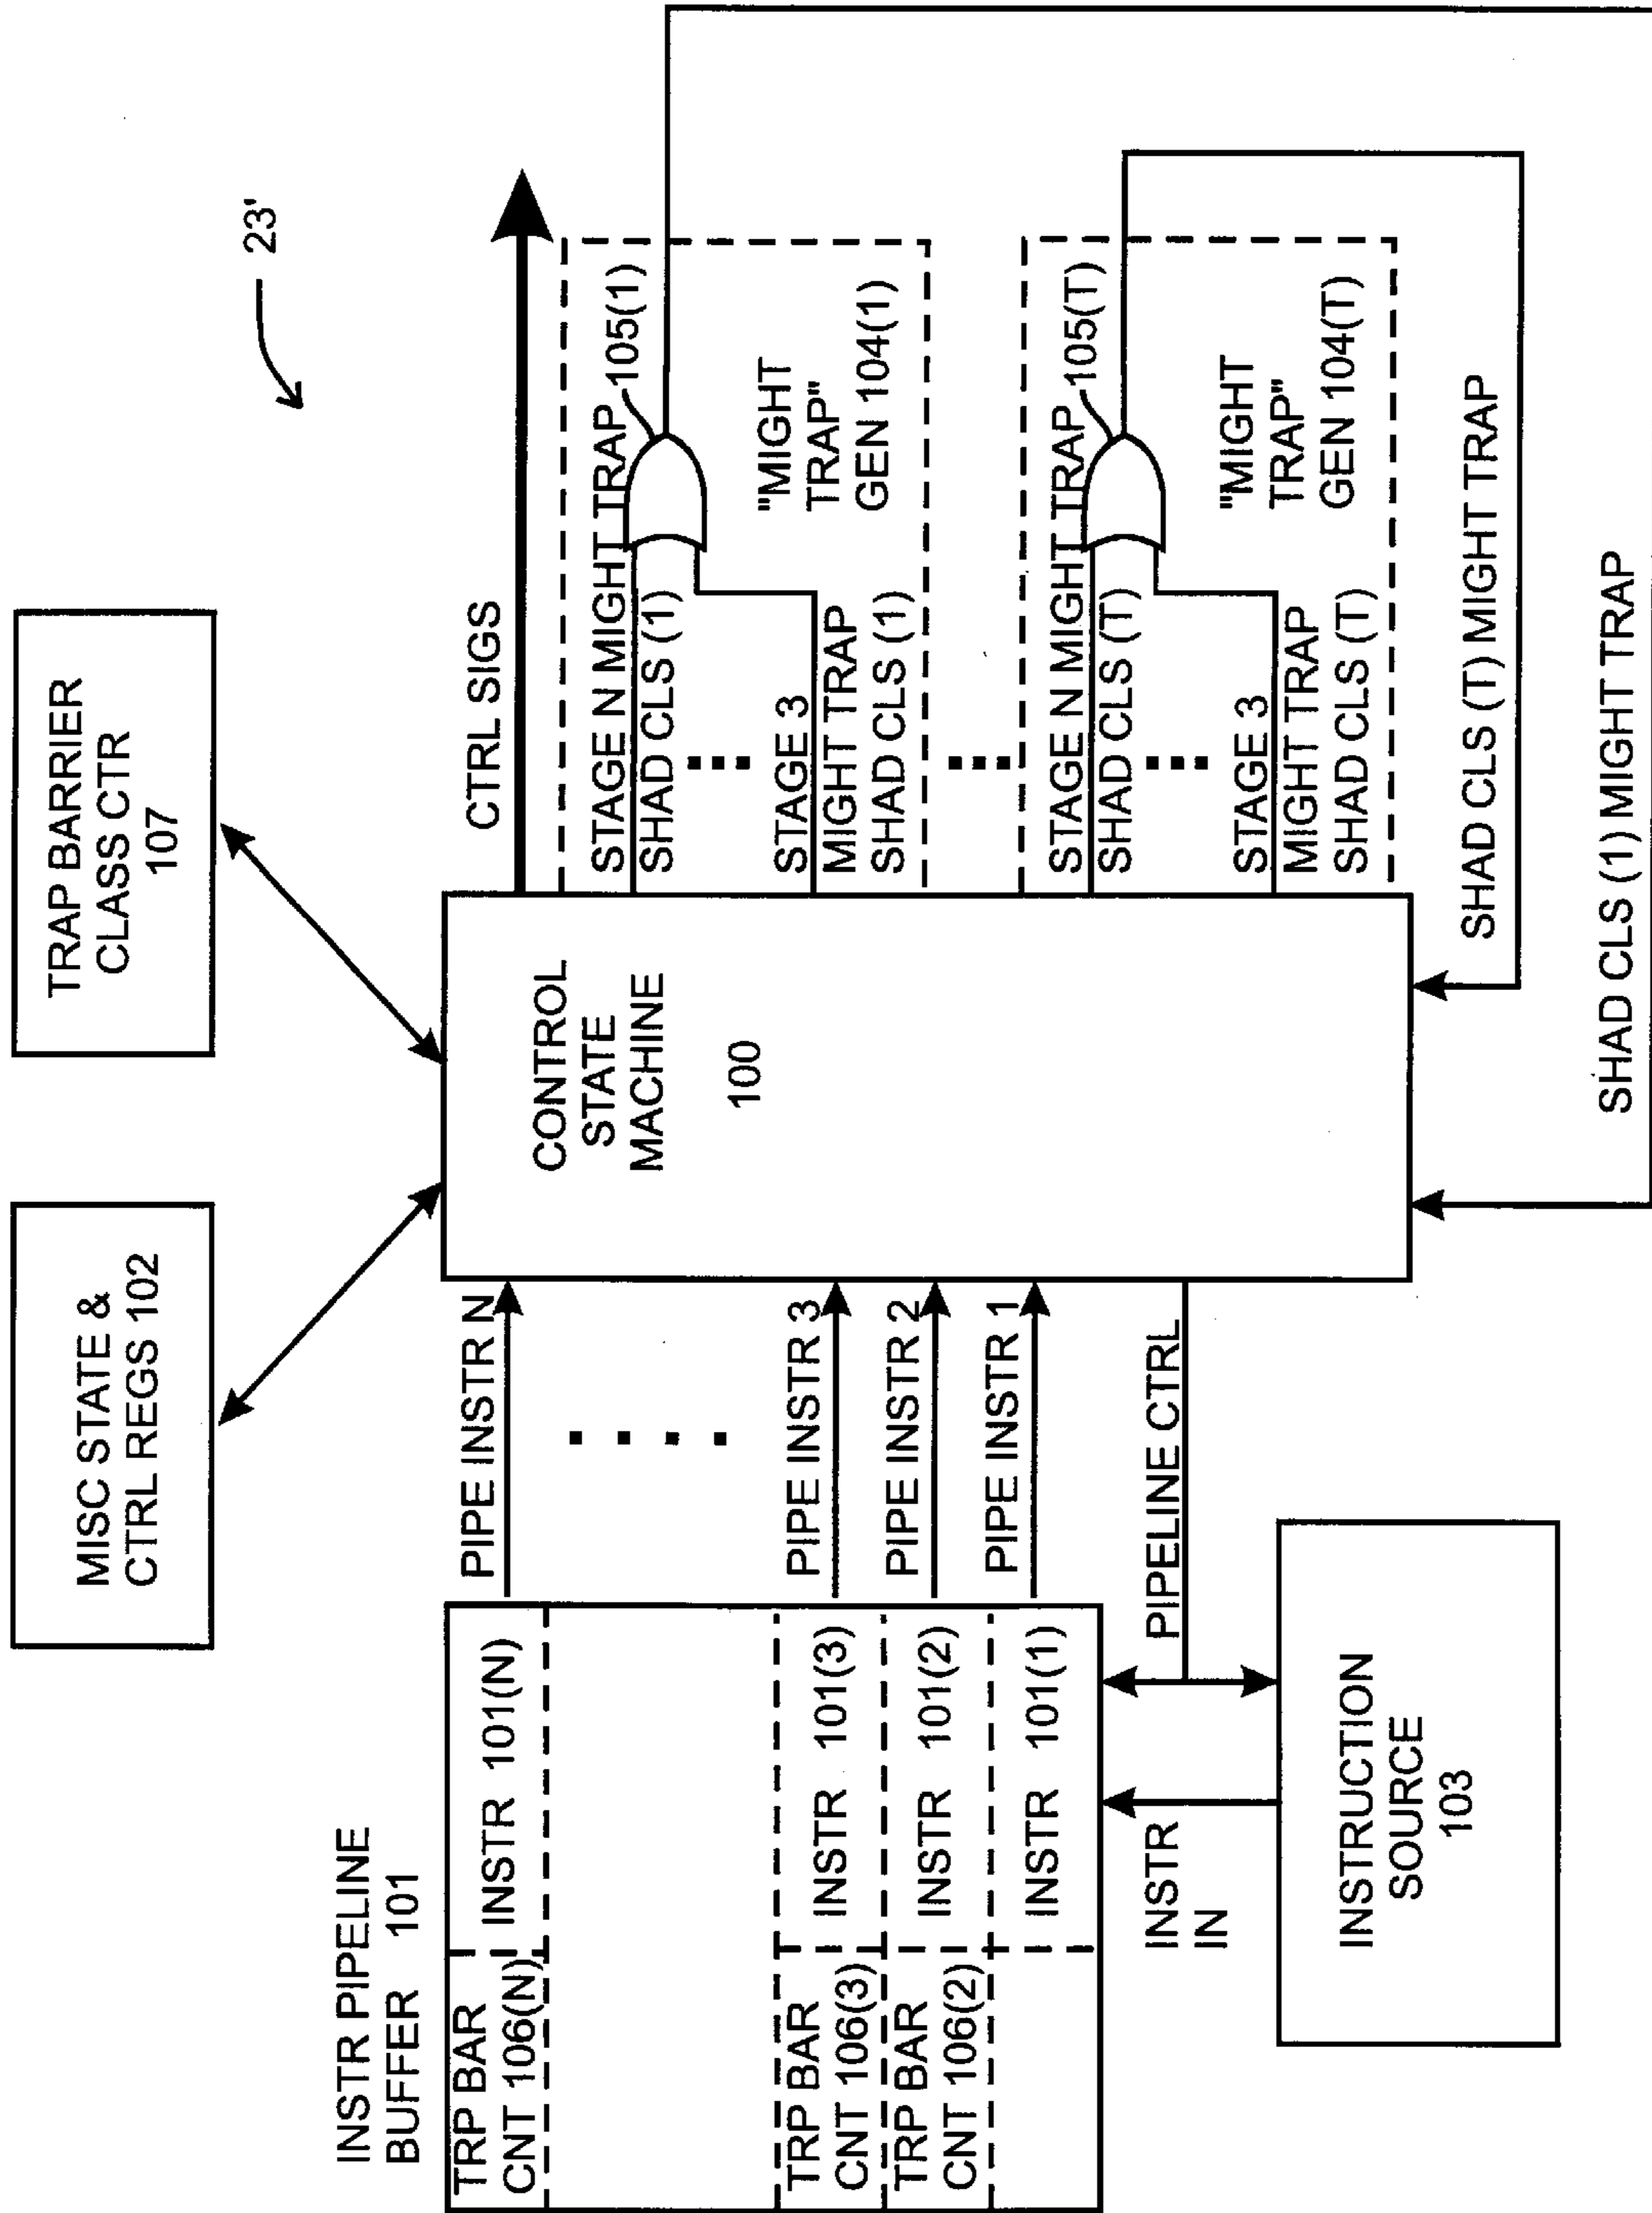 23'
MISC STATE &
CTRL REGS 102
TRAP BARRIER
CLASS CTR
107
INSTR PIPELINE
BUFFER 101
TRP BAR
CNT 106(N)
INSTR 101(N)
TRP BAR
CNT 106(3)
INSTR 101(3)
TRP BAR
CNT 106(2)
INSTR 101(2)
INSTR 101(1)
PIPE INSTR N
PIPE INSTR 3
PIPE INSTR 2
PIPE INSTR 1
PIPELINE CTRL
INSTR
IN
INSTRUCTION
SOURCE
103
CONTROL
STATE
MACHINE
100
CTRL SIGS
STAGE N MIGHT TRAP
SHAD CLS (1)
105(1)
STAGE 3
MIGHT TRAP
SHAD CLS (1)
"MIGHT
TRAP"
GEN 104(1)
STAGE N MIGHT TRAP
SHAD CLS (T)
105(T)
STAGE 3
MIGHT TRAP
SHAD CLS (T)
"MIGHT
TRAP"
GEN 104(T)
SHAD CLS (T) MIGHT TRAP
SHAD CLS (1) MIGHT TRAP